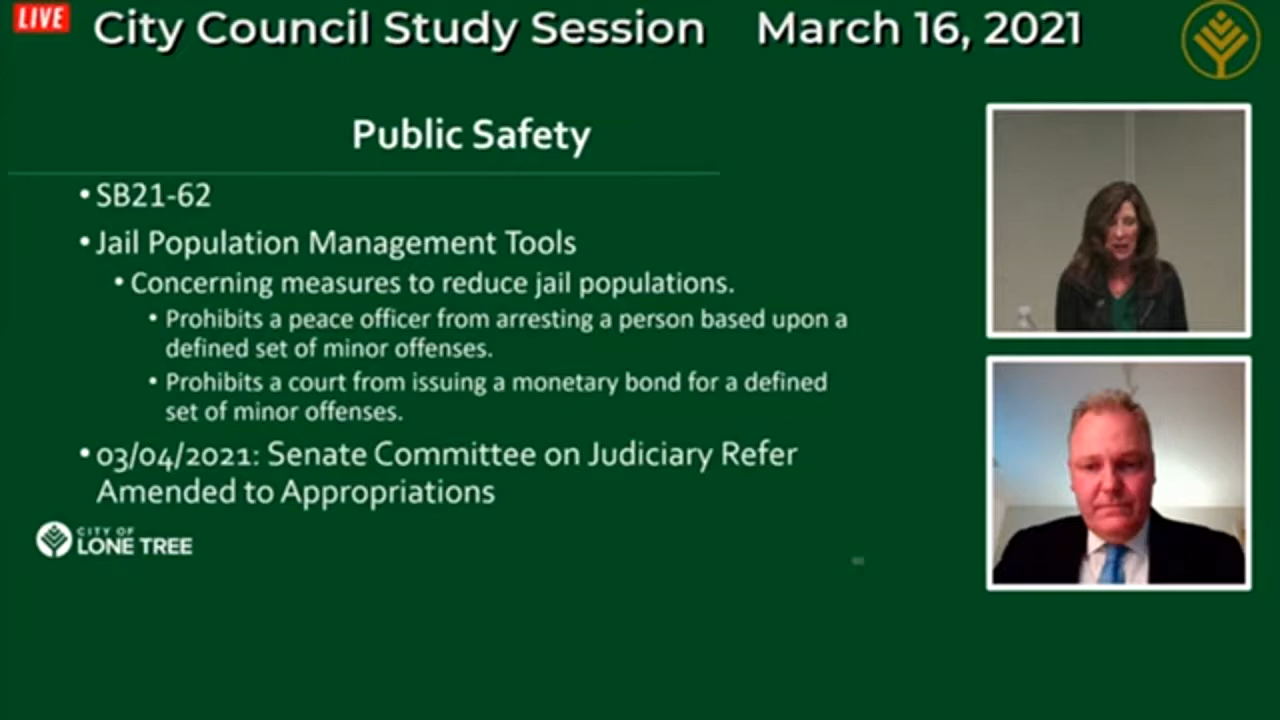 LIVE
City Council Study Session March 16, 2021
Public Safety
• SB21-62
• Jail Population Management Tools
• Concerning measures to reduce jail populations.
• Prohibits a peace officer from arresting a person based upon a
defined set of minor offenses.
• Prohibits a court from issuing a monetary bond for a defined
set of minor offenses.
• 03/04/2021: Senate Committee on Judiciary Refer
Amended to Appropriations
CITY OF
LONE TREE